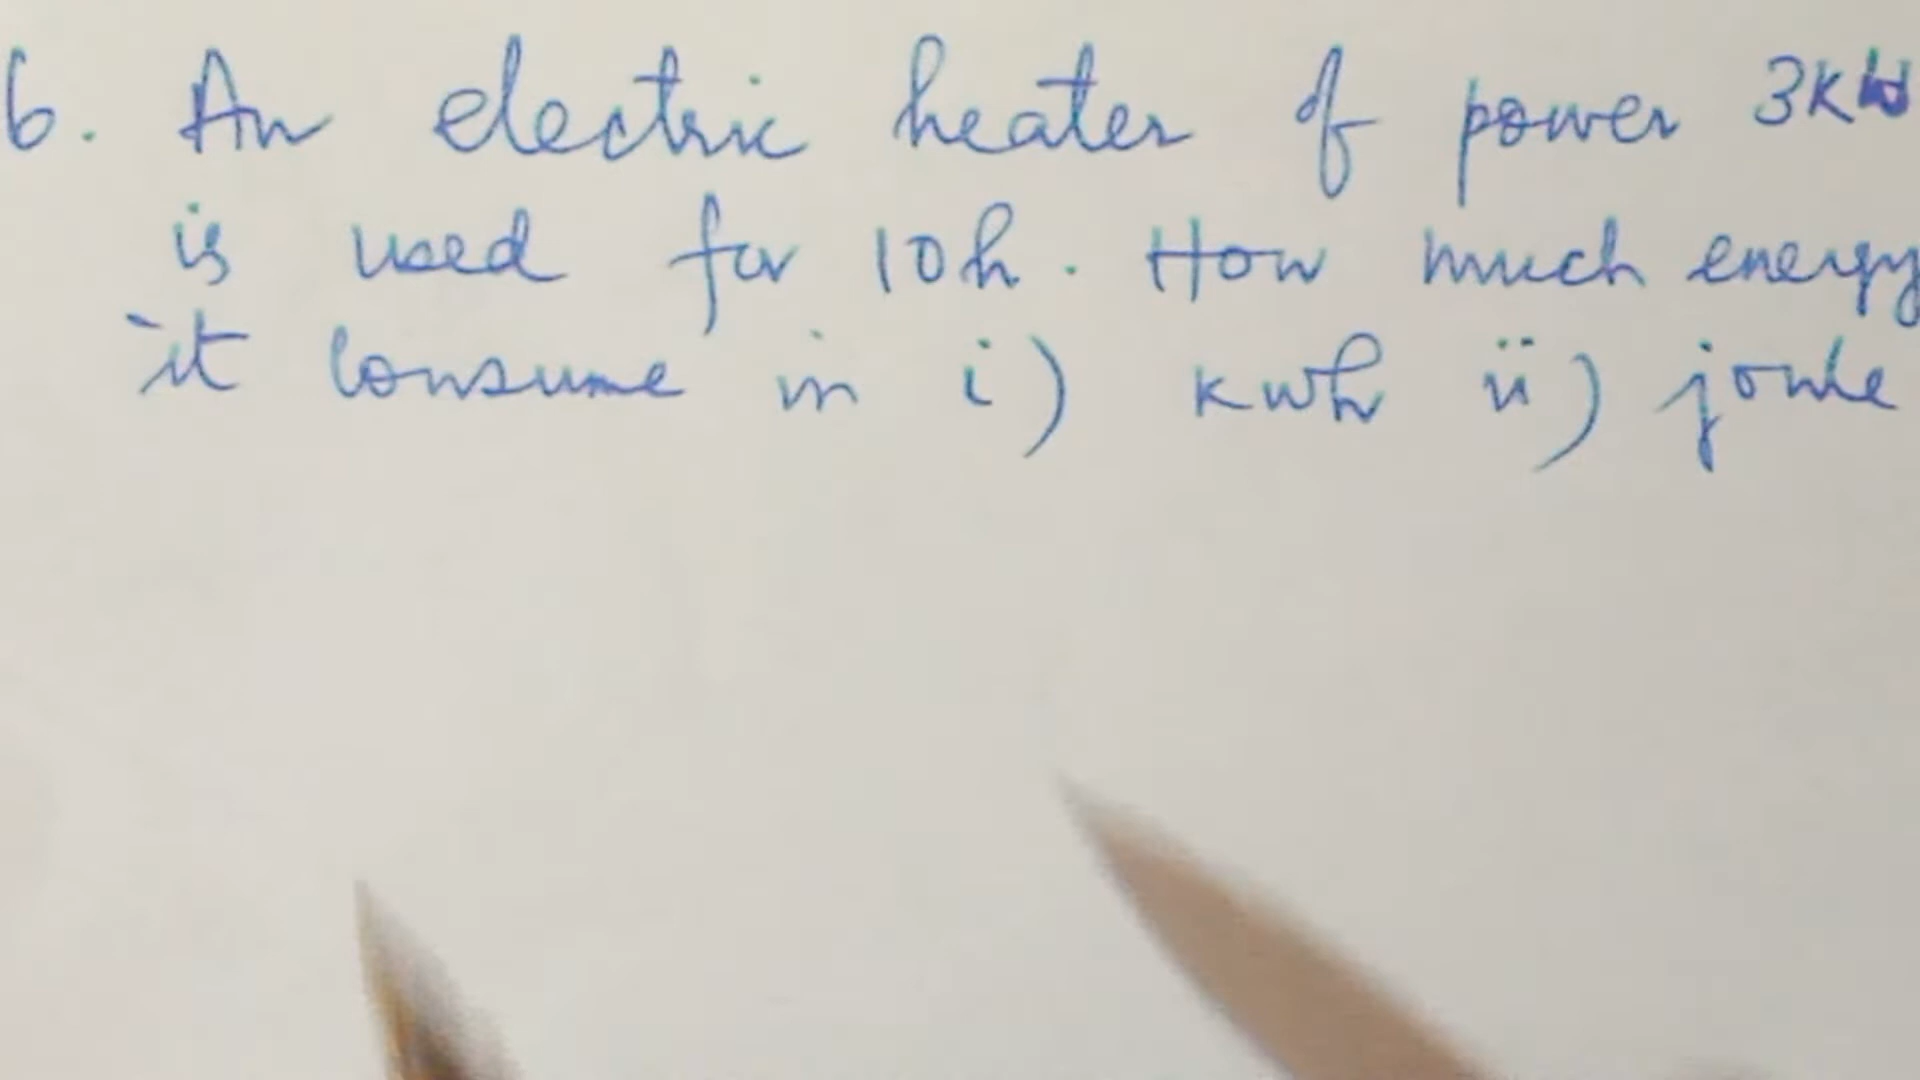 6. An electric heater of power 3KW
is used for 10h. How much energy
it consume in i) kwh ii) joule